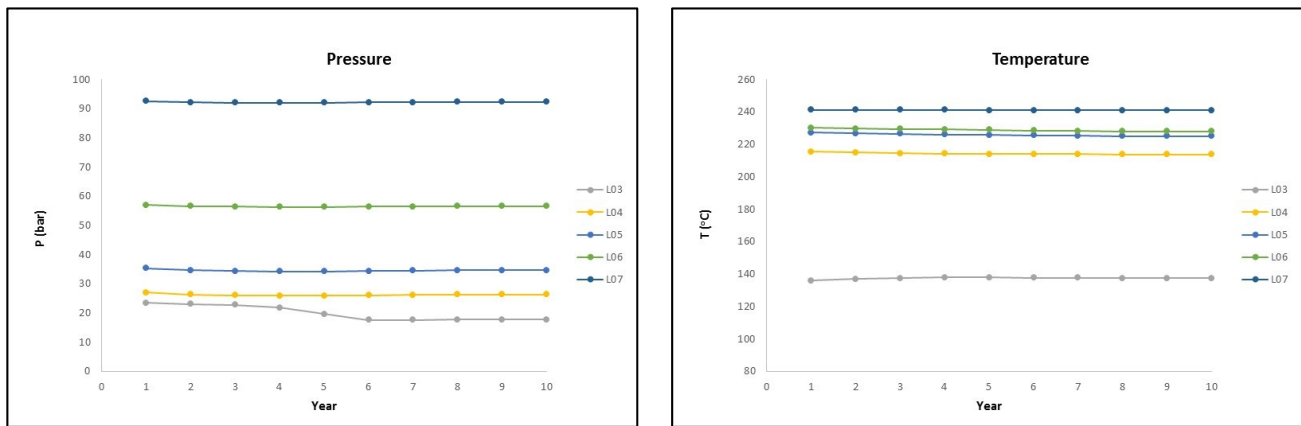 Pressure
100
90
80
70
60
50
40
30
20
10
0
P (bar)
0 1 2 3 4 5 6 7 8 9 10
Year
L03
L04
L05
L06
L07
Temperature
260
240
220
200
180
160
140
120
100
80
T (°C)
0 1 2 3 4 5 6 7 8 9 10
Year
L03
L04
L05
L06
L07